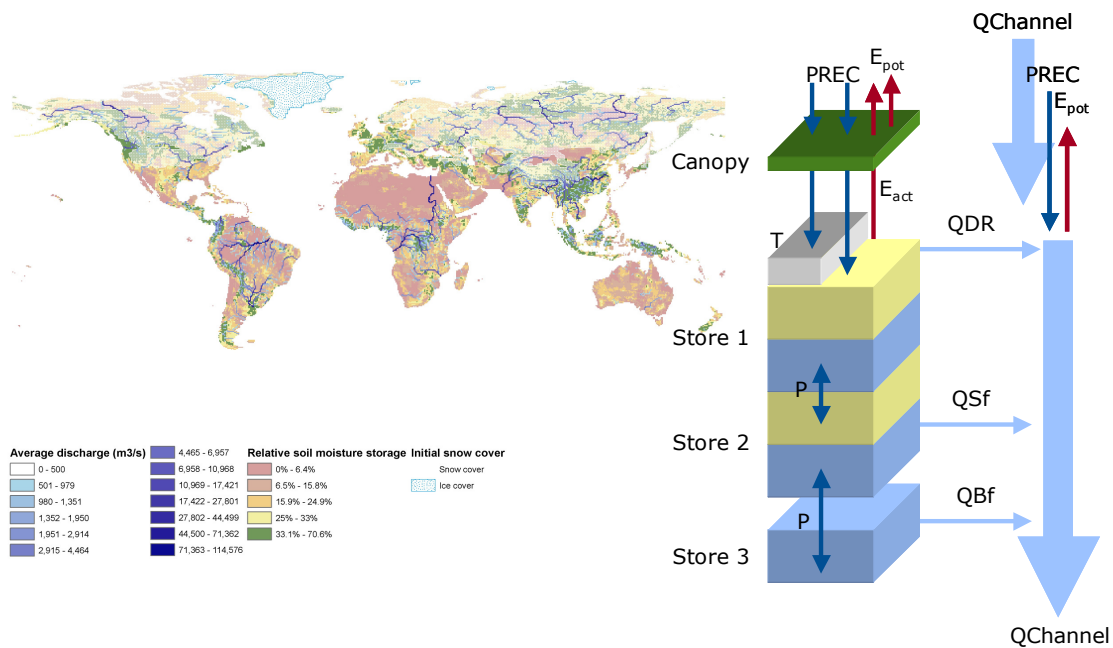 QChannel
PREC
E_pot
PREC
E_pot
Canopy
E_act
T
QDR
Store 1
P
QSf
Store 2
QBf
P
Store 3
QChannel
Average discharge (m3/s)
0 - 500
501 - 979
980 - 1,351
1,352 - 1,950
1,951 - 2,914
2,915 - 4,464
4,465 - 6,957
6,958 - 10,968
10,969 - 17,421
17,422 - 27,801
27,802 - 44,499
44,500 - 71,362
71,363 - 114,576
Relative soil moisture storage
0% - 6.4%
6.5% - 15.8%
15.9% - 24.9%
25% - 33%
33.1% - 70.6%
Initial snow cover
Snow cover
Ice cover